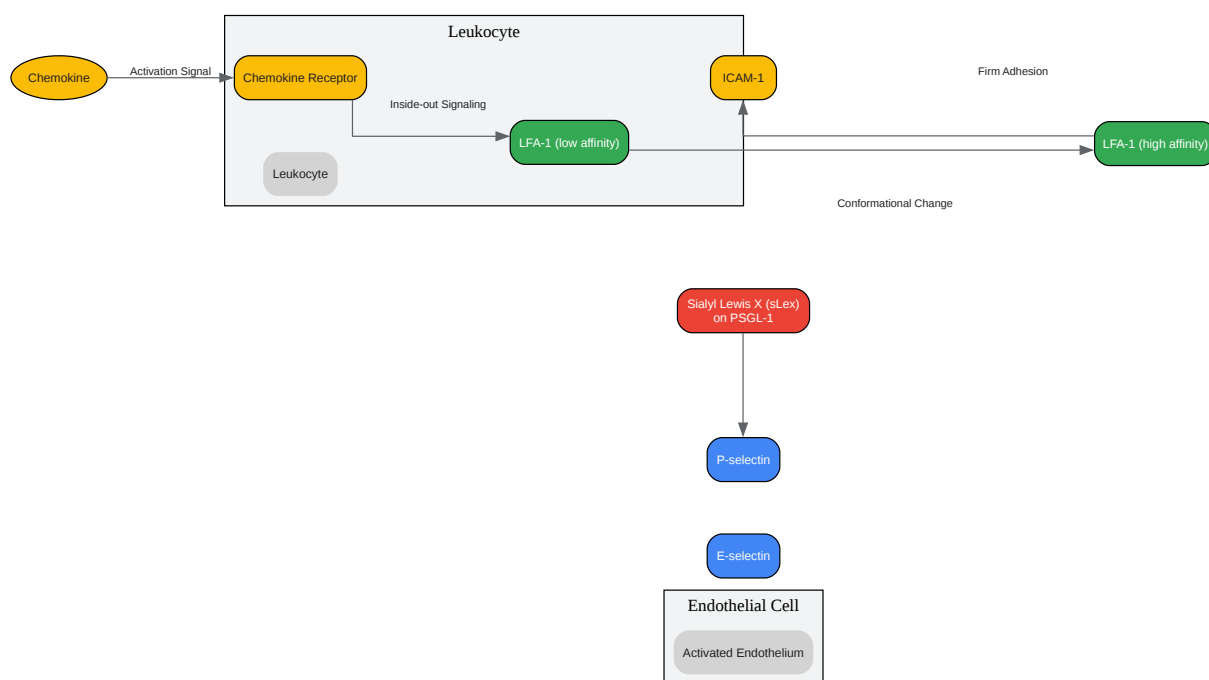 Leukocyte
Chemokine
Activation Signal
Chemokine Receptor
ICAM-1
Firm Adhesion
Inside-out Signaling
LFA-1 (low affinity)
LFA-1 (high affinity)
Leukocyte
Conformational Change
Sialyl Lewis X (sLex)
on PSGL-1
P-selectin
E-selectin
Endothelial Cell
Activated Endothelium